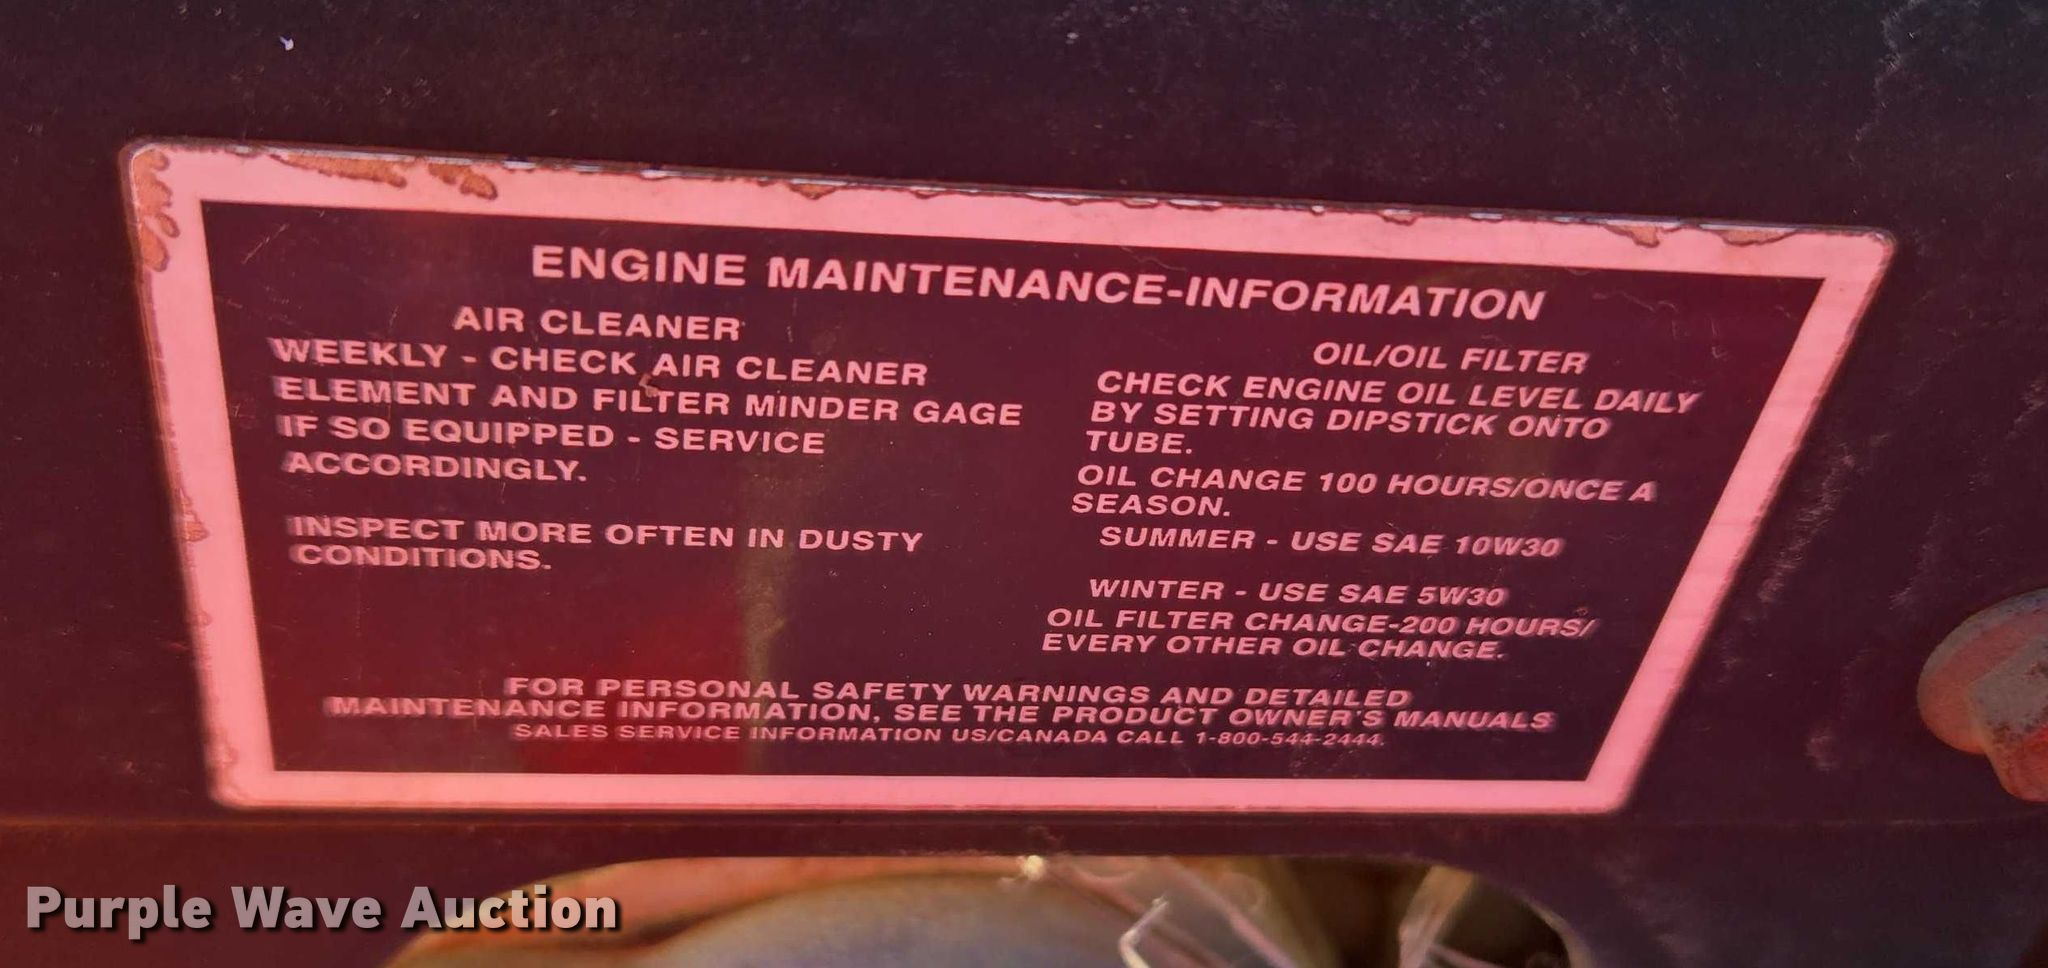 ENGINE MAINTENANCE-INFORMATION
AIR CLEANER
WEEKLY - CHECK AIR CLEANER
ELEMENT AND FILTER MINDER GAGE
IF SO EQUIPPED - SERVICE
ACCORDINGLY.
INSPECT MORE OFTEN IN DUSTY
CONDITIONS.
OIL/OIL FILTER
CHECK ENGINE OIL LEVEL DAILY
BY SETTING DIPSTICK ONTO
TUBE.
OIL CHANGE 100 HOURS/ONCE A
SEASON.
SUMMER - USE SAE 10W30
WINTER - USE SAE 5W30
OIL FILTER CHANGE-200 HOURS/
EVERY OTHER OIL CHANGE.
FOR PERSONAL SAFETY WARNINGS AND DETAILED
MAINTENANCE INFORMATION, SEE THE PRODUCT OWNER'S MANUALS
SALES SERVICE INFORMATION US/CANADA CALL 1-800-544-2444.
Purple Wave Auction